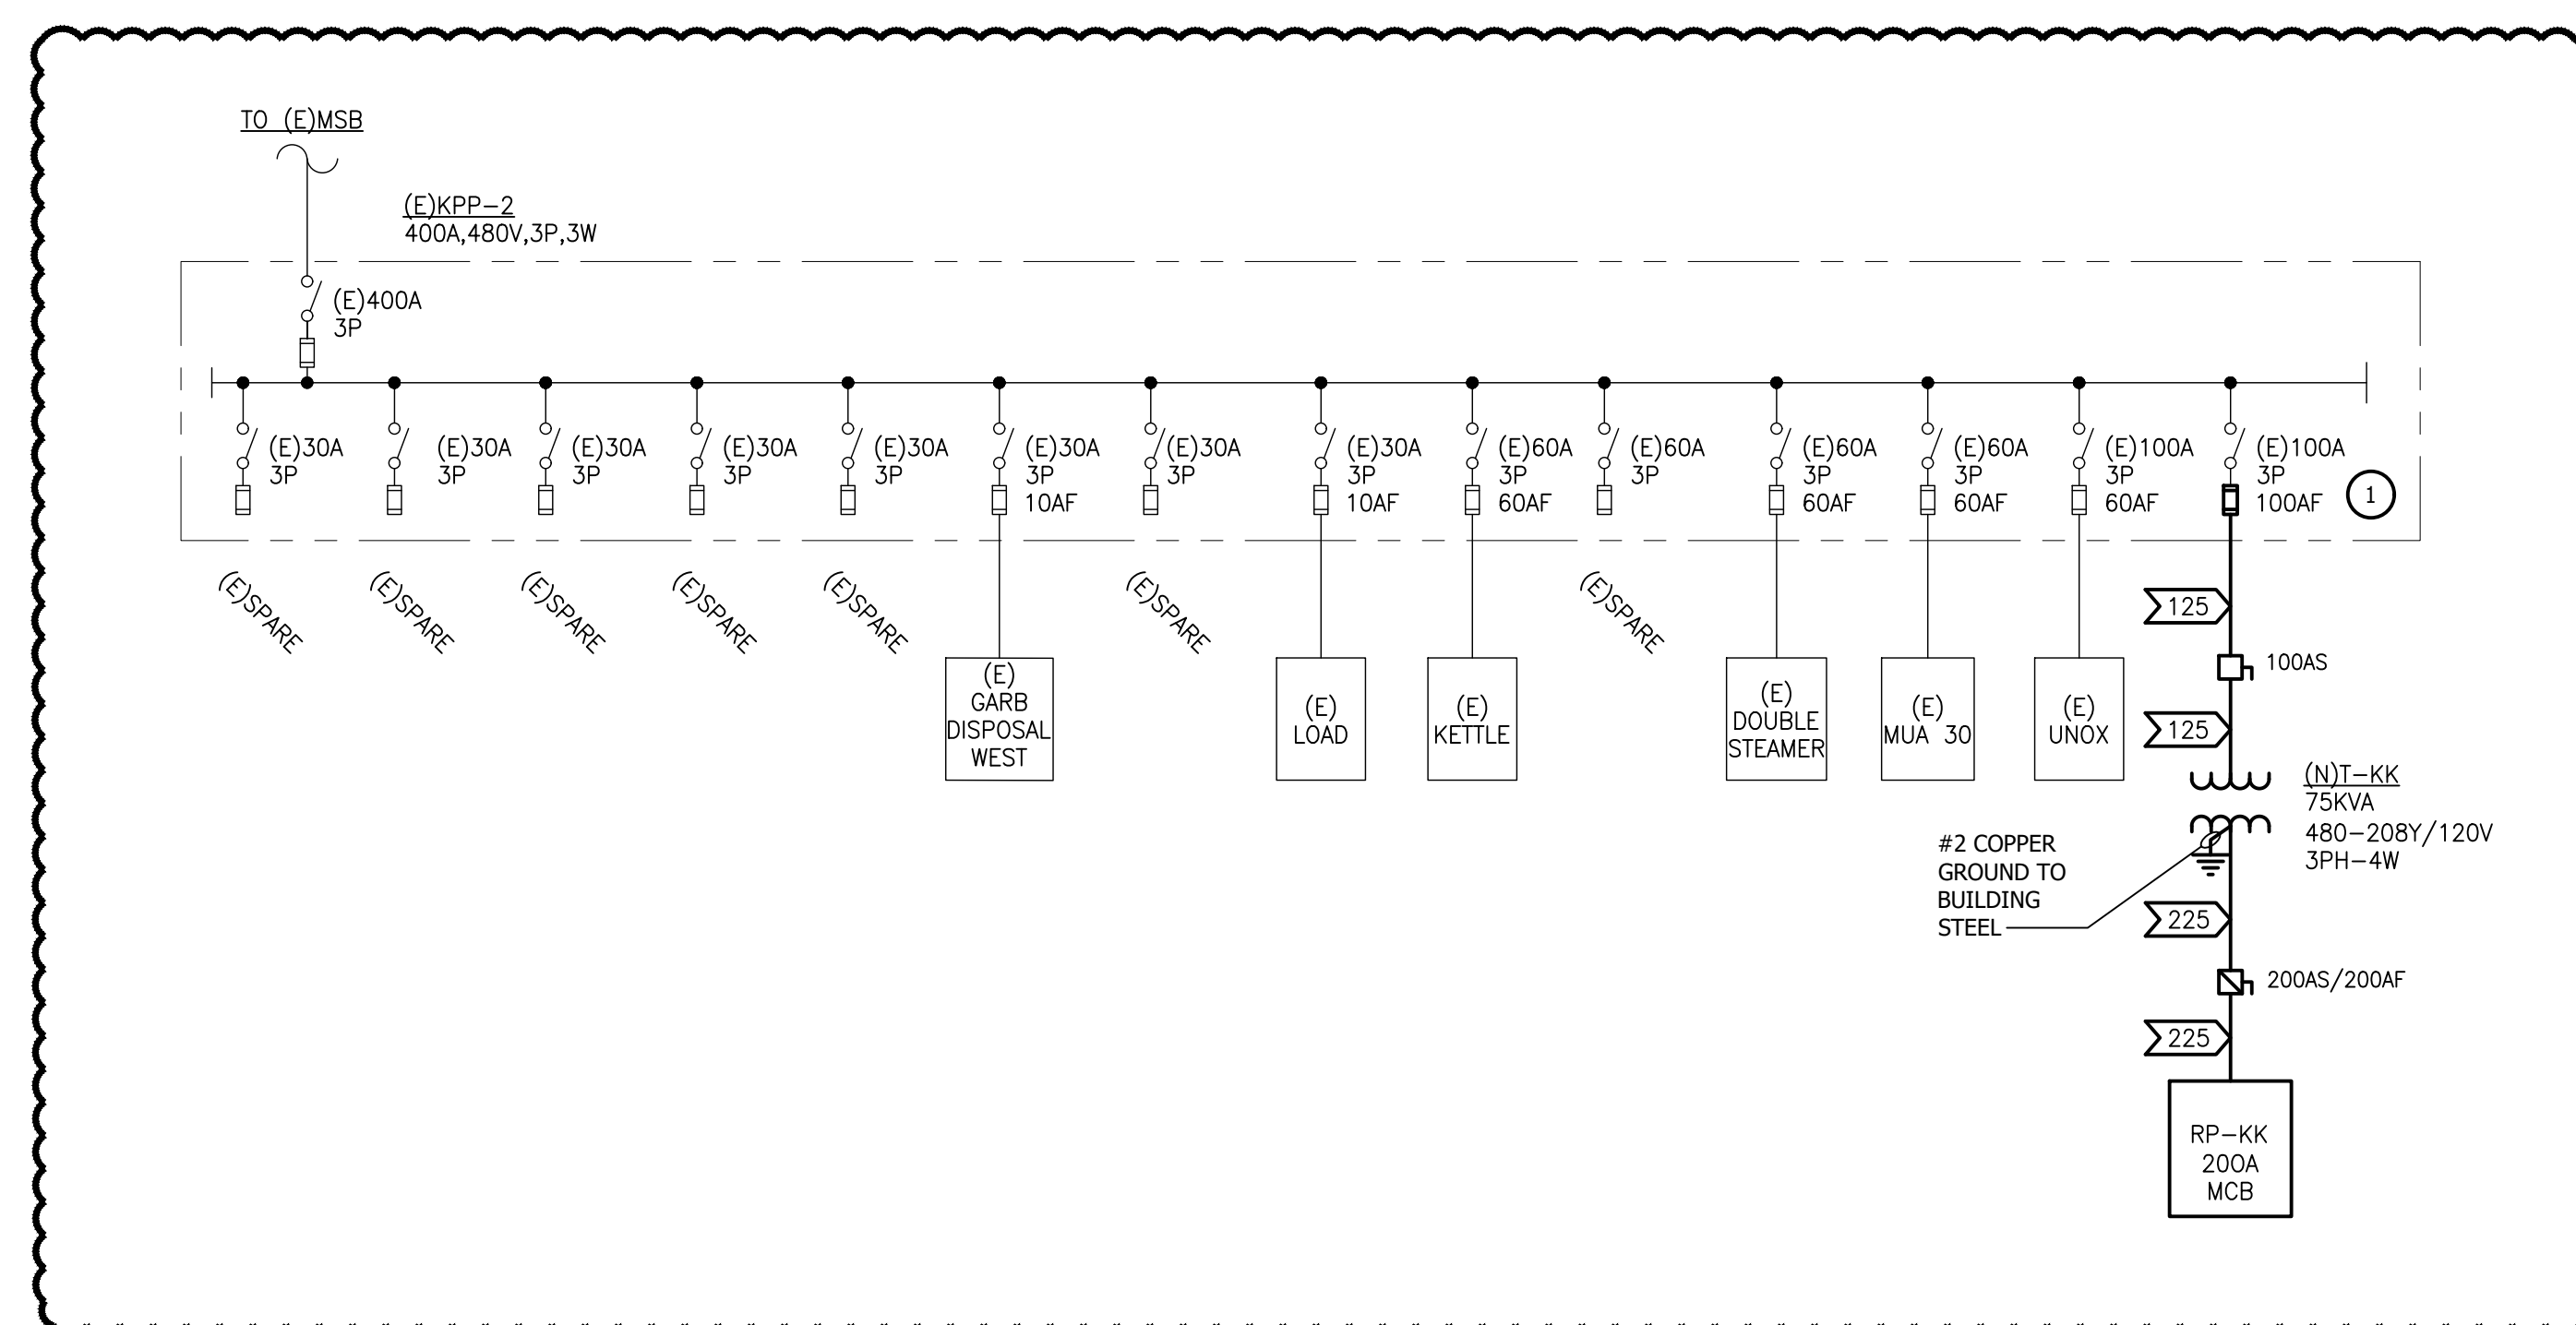 TO (E)MSB
(E)KPP-2
400A,480V,3P,3W
(E)400A
3P
(E)30A
3P
(E)30A
3P
(E)30A
3P
(E)30A
3P
(E)30A
3P
(E)30A
3P
10AF
(E)30A
3P
(E)30A
3P
10AF
(E)60A
3P
60AF
(E)60A
3P
(E)60A
3P
60AF
(E)60A
3P
60AF
(E)100A
3P
60AF
(E)100A
3P
100AF
1
(E)SPARE
(E)SPARE
(E)SPARE
(E)SPARE
(E)SPARE
(E)SPARE
(E)SPARE
(E)
GARB
DISPOSAL
WEST
(E)
LOAD
(E)
KETTLE
(E)
DOUBLE
STEAMER
(E)
MUA 30
(E)
UNOX
125
100AS
125
(N)T-KK
75KVA
480-208Y/120V
3PH-4W
#2 COPPER
GROUND TO
BUILDING
STEEL
225
200AS/200AF
225
RP-KK
200A
MCB